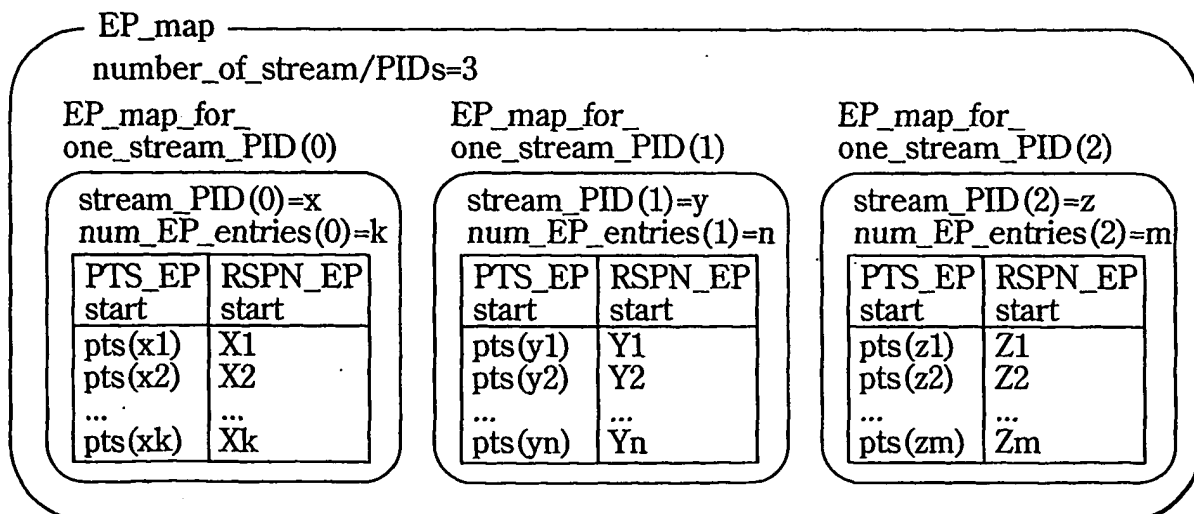 EP_map
number_of_stream/PIDs=3
EP_map_for_
one_stream_PID(0)
stream_PID(0)=x
num_EP_entries(0)=k
PTS_EP RSPN_EP
start start
pts(x1) X1
pts(x2) X2
... ...
pts(xk) Xk
EP_map_for_
one_stream_PID(1)
stream_PID(1)=y
num_EP_entries(1)=n
PTS_EP RSPN_EP
start start
pts(y1) Y1
pts(y2) Y2
... ...
pts(yn) Yn
EP_map_for_
one_stream_PID(2)
stream_PID(2)=z
num_EP_entries(2)=m
PTS_EP RSPN_EP
start start
pts(z1) Z1
pts(z2) Z2
... ...
pts(zm) Zm